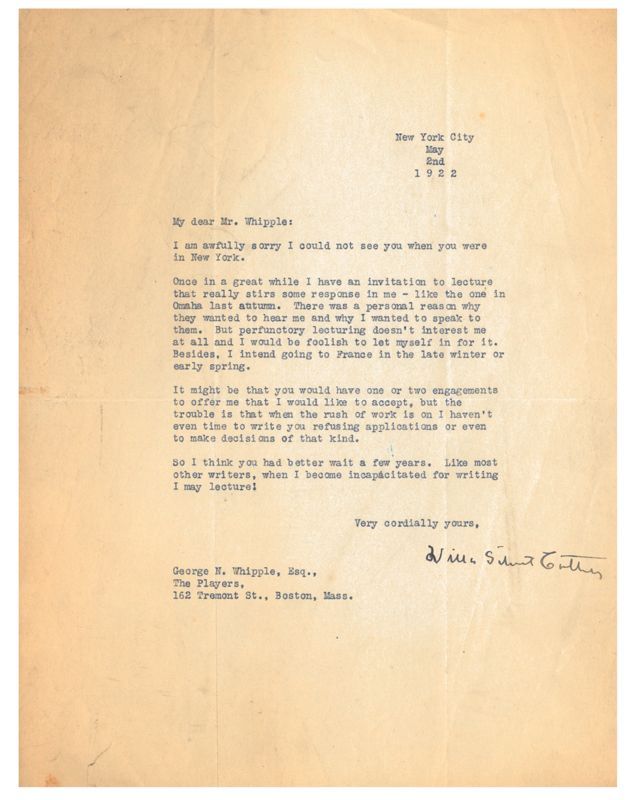 New York City
May
2nd
1 9 2 2
My dear Mr. Whipple:
I am awfully sorry I could not see you when you were
in New York.
Once in a great while I have an invitation to lecture
that really stirs some response in me - like the one in
Omaha last autumn. There was a personal reason why
they wanted to hear me and why I wanted to speak to
them. But perfunctory lecturing doesn't interest me
at all and I would be foolish to let myself in for it.
Besides, I intend going to France in the late winter or
early spring.
It might be that you would have one or two engagements
to offer me that I would like to accept, but the
trouble is that when the rush of work is on I haven't
even time to write you refusing applications or even
to make decisions of that kind.
So I think you had better wait a few years. Like most
other writers, when I become incapacitated for writing
I may lecture!
Very cordially yours,
Willa Sibert Cather
George N. Whipple, Esq.,
The Players,
162 Tremont St., Boston, Mass.